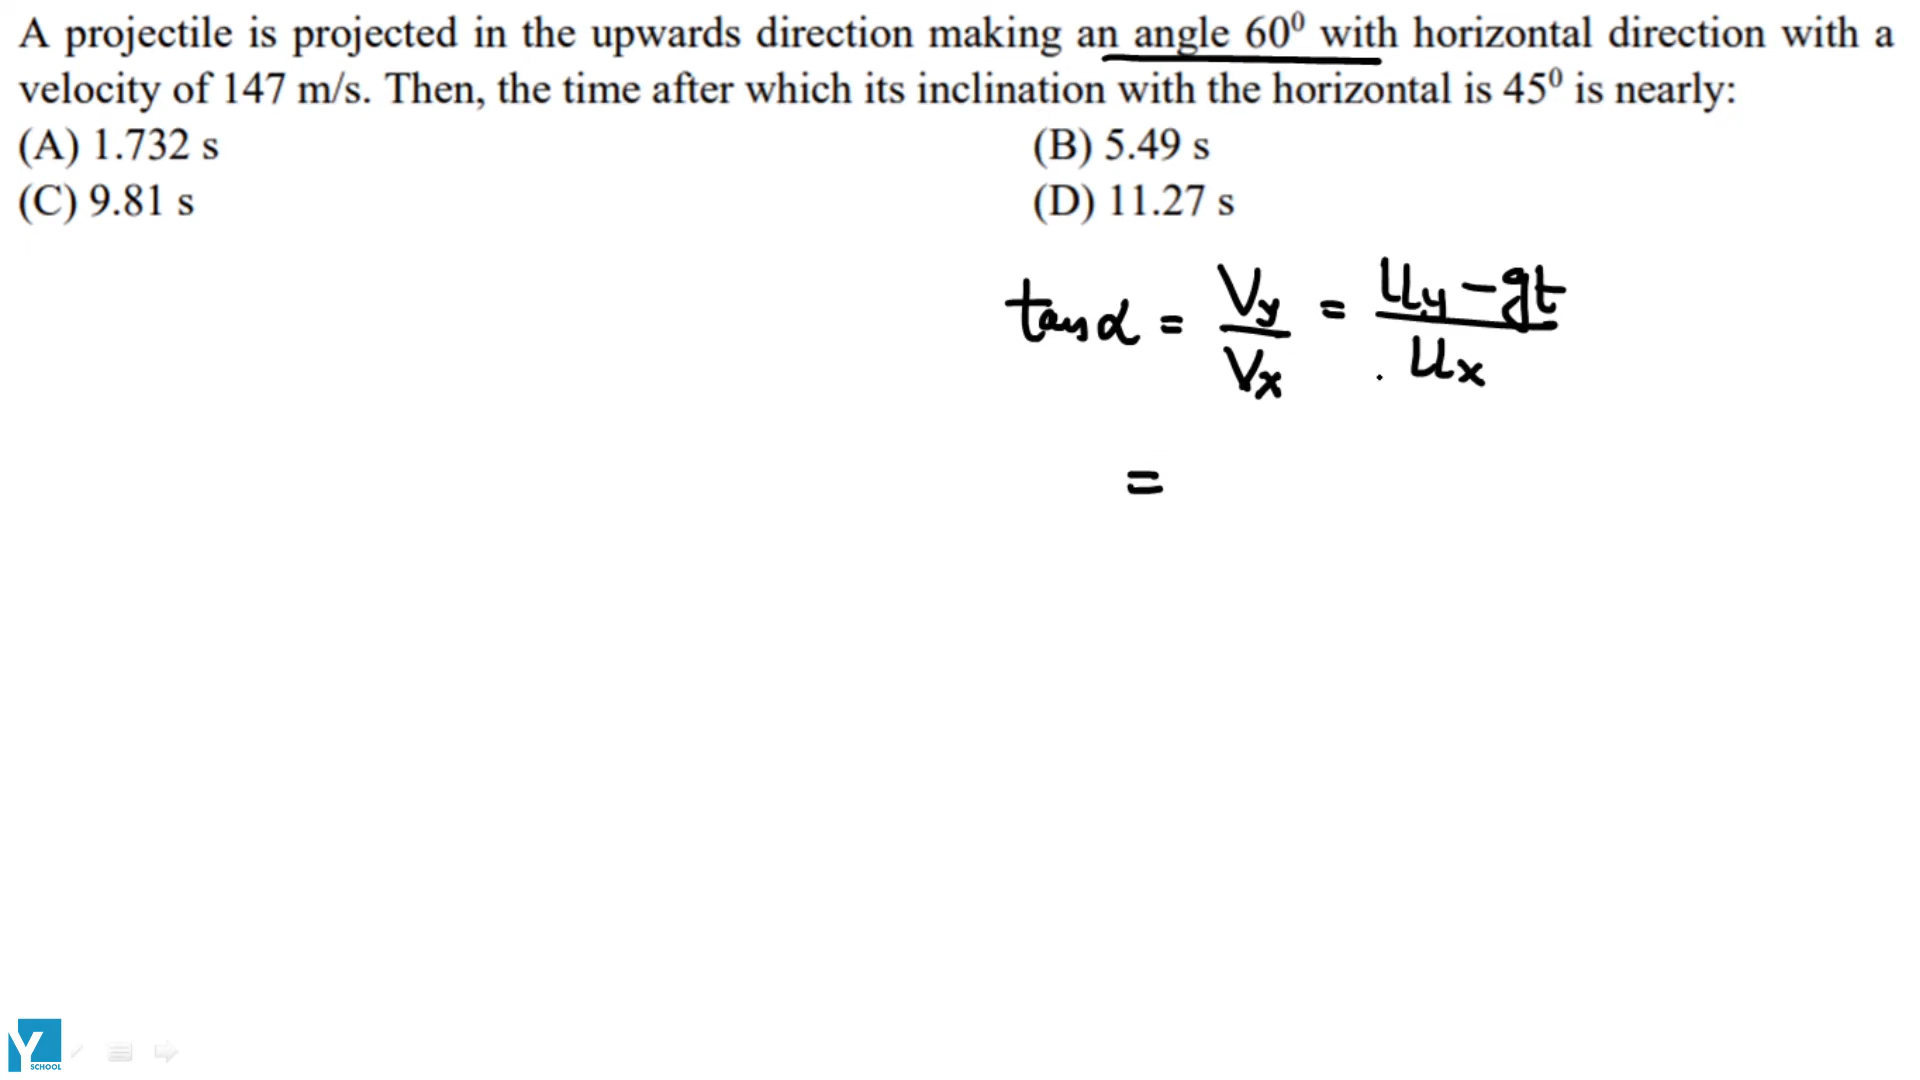 A projectile is projected in the upwards direction making an angle 60⁰ with horizontal direction with a
velocity of 147 m/s. Then, the time after which its inclination with the horizontal is 45⁰ is nearly:
(A) 1.732 s (B) 5.49 s
(C) 9.81 s (D) 11.27 s
tan α = Vy/Vx = (Uy - gt)/Ux
=
Y
SCHOOL